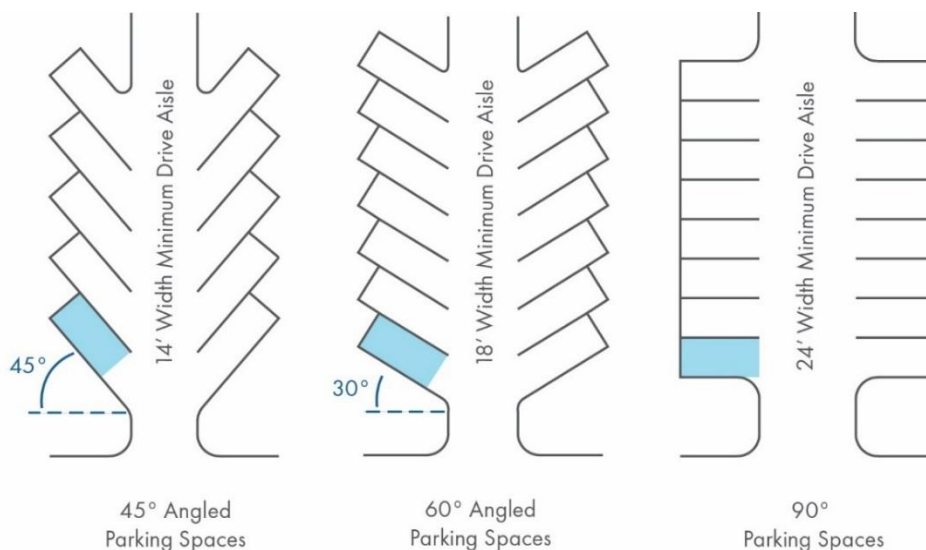 14' Width Minimum Drive Aisle
45°
45° Angled
Parking Spaces
18' Width Minimum Drive Aisle
30°
60° Angled
Parking Spaces
24' Width Minimum Drive Aisle
90°
Parking Spaces